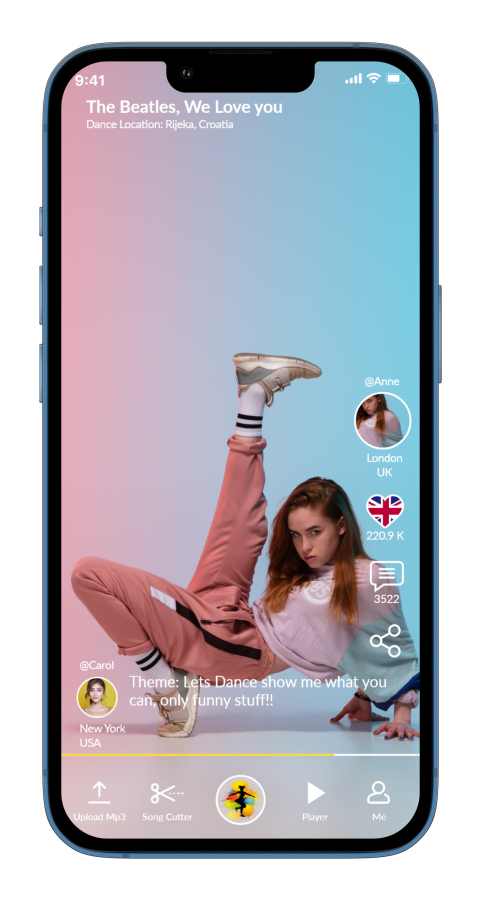 9:41
The Beatles, We Love you
Dance Location: Rijeka, Croatia
@Anne
London
UK
220.9 K
3522
@Carol
Theme: Lets Dance show me what you
can, only funny stuff!!
New York
USA
Upload Mp3
Song Cutter
Player
Me